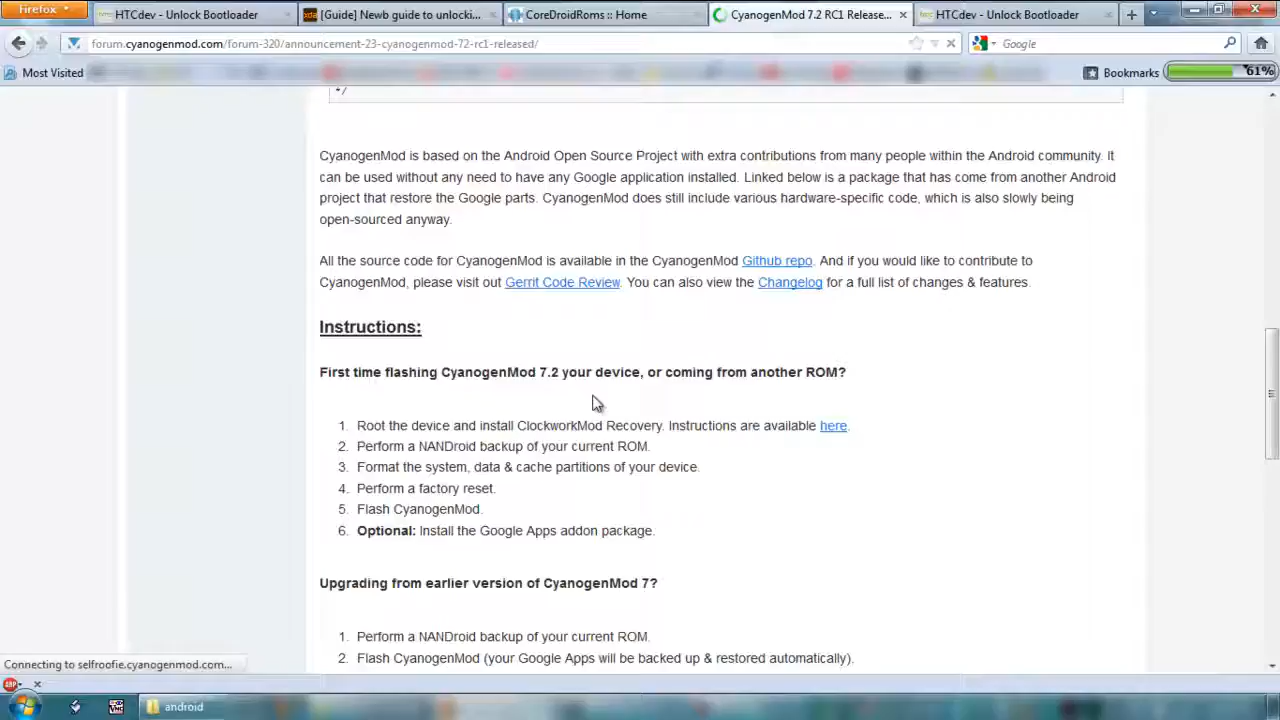 Firefox
HTCdev - Unlock Bootloader
[Guide] Newb guide to unlocki...
CoreDroidRoms :: Home
CyanogenMod 7.2 RC1 Release...
HTCdev - Unlock Bootloader
forum.cyanogenmod.com/forum-320/announcement-23-cyanogenmod-72-rc1-released/
Google
Most Visited
Bookmarks
61%
*/
CyanogenMod is based on the Android Open Source Project with extra contributions from many people within the Android community. It
can be used without any need to have any Google application installed. Linked below is a package that has come from another Android
project that restore the Google parts. CyanogenMod does still include various hardware-specific code, which is also slowly being
open-sourced anyway.
All the source code for CyanogenMod is available in the CyanogenMod Github repo. And if you would like to contribute to
CyanogenMod, please visit out Gerrit Code Review. You can also view the Changelog for a full list of changes & features.
Instructions:
First time flashing CyanogenMod 7.2 your device, or coming from another ROM?
1. Root the device and install ClockworkMod Recovery. Instructions are available here.
2. Perform a NANDroid backup of your current ROM.
3. Format the system, data & cache partitions of your device.
4. Perform a factory reset.
5. Flash CyanogenMod.
6. Optional: Install the Google Apps addon package.
Upgrading from earlier version of CyanogenMod 7?
1. Perform a NANDroid backup of your current ROM.
2. Flash CyanogenMod (your Google Apps will be backed up & restored automatically).
Connecting to selfroofie.cyanogenmod.com...
ABP
android